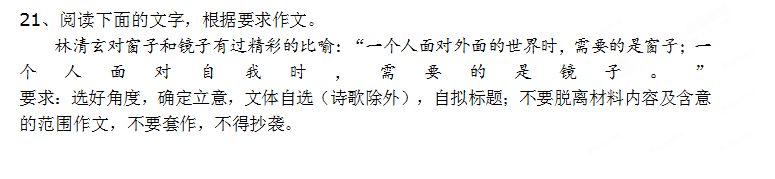 21、阅读下面的文字，根据要求作文。
林清玄对窗子和镜子有过精彩的比喻：“一个人面对外面的世界时，需要的是窗子；一
个人面对自我时，需要的是镜子。”
要求：选好角度，确定立意，文体自选（诗歌除外），自拟标题；不要脱离材料内容及含意
的范围作文，不要套作，不得抄袭。